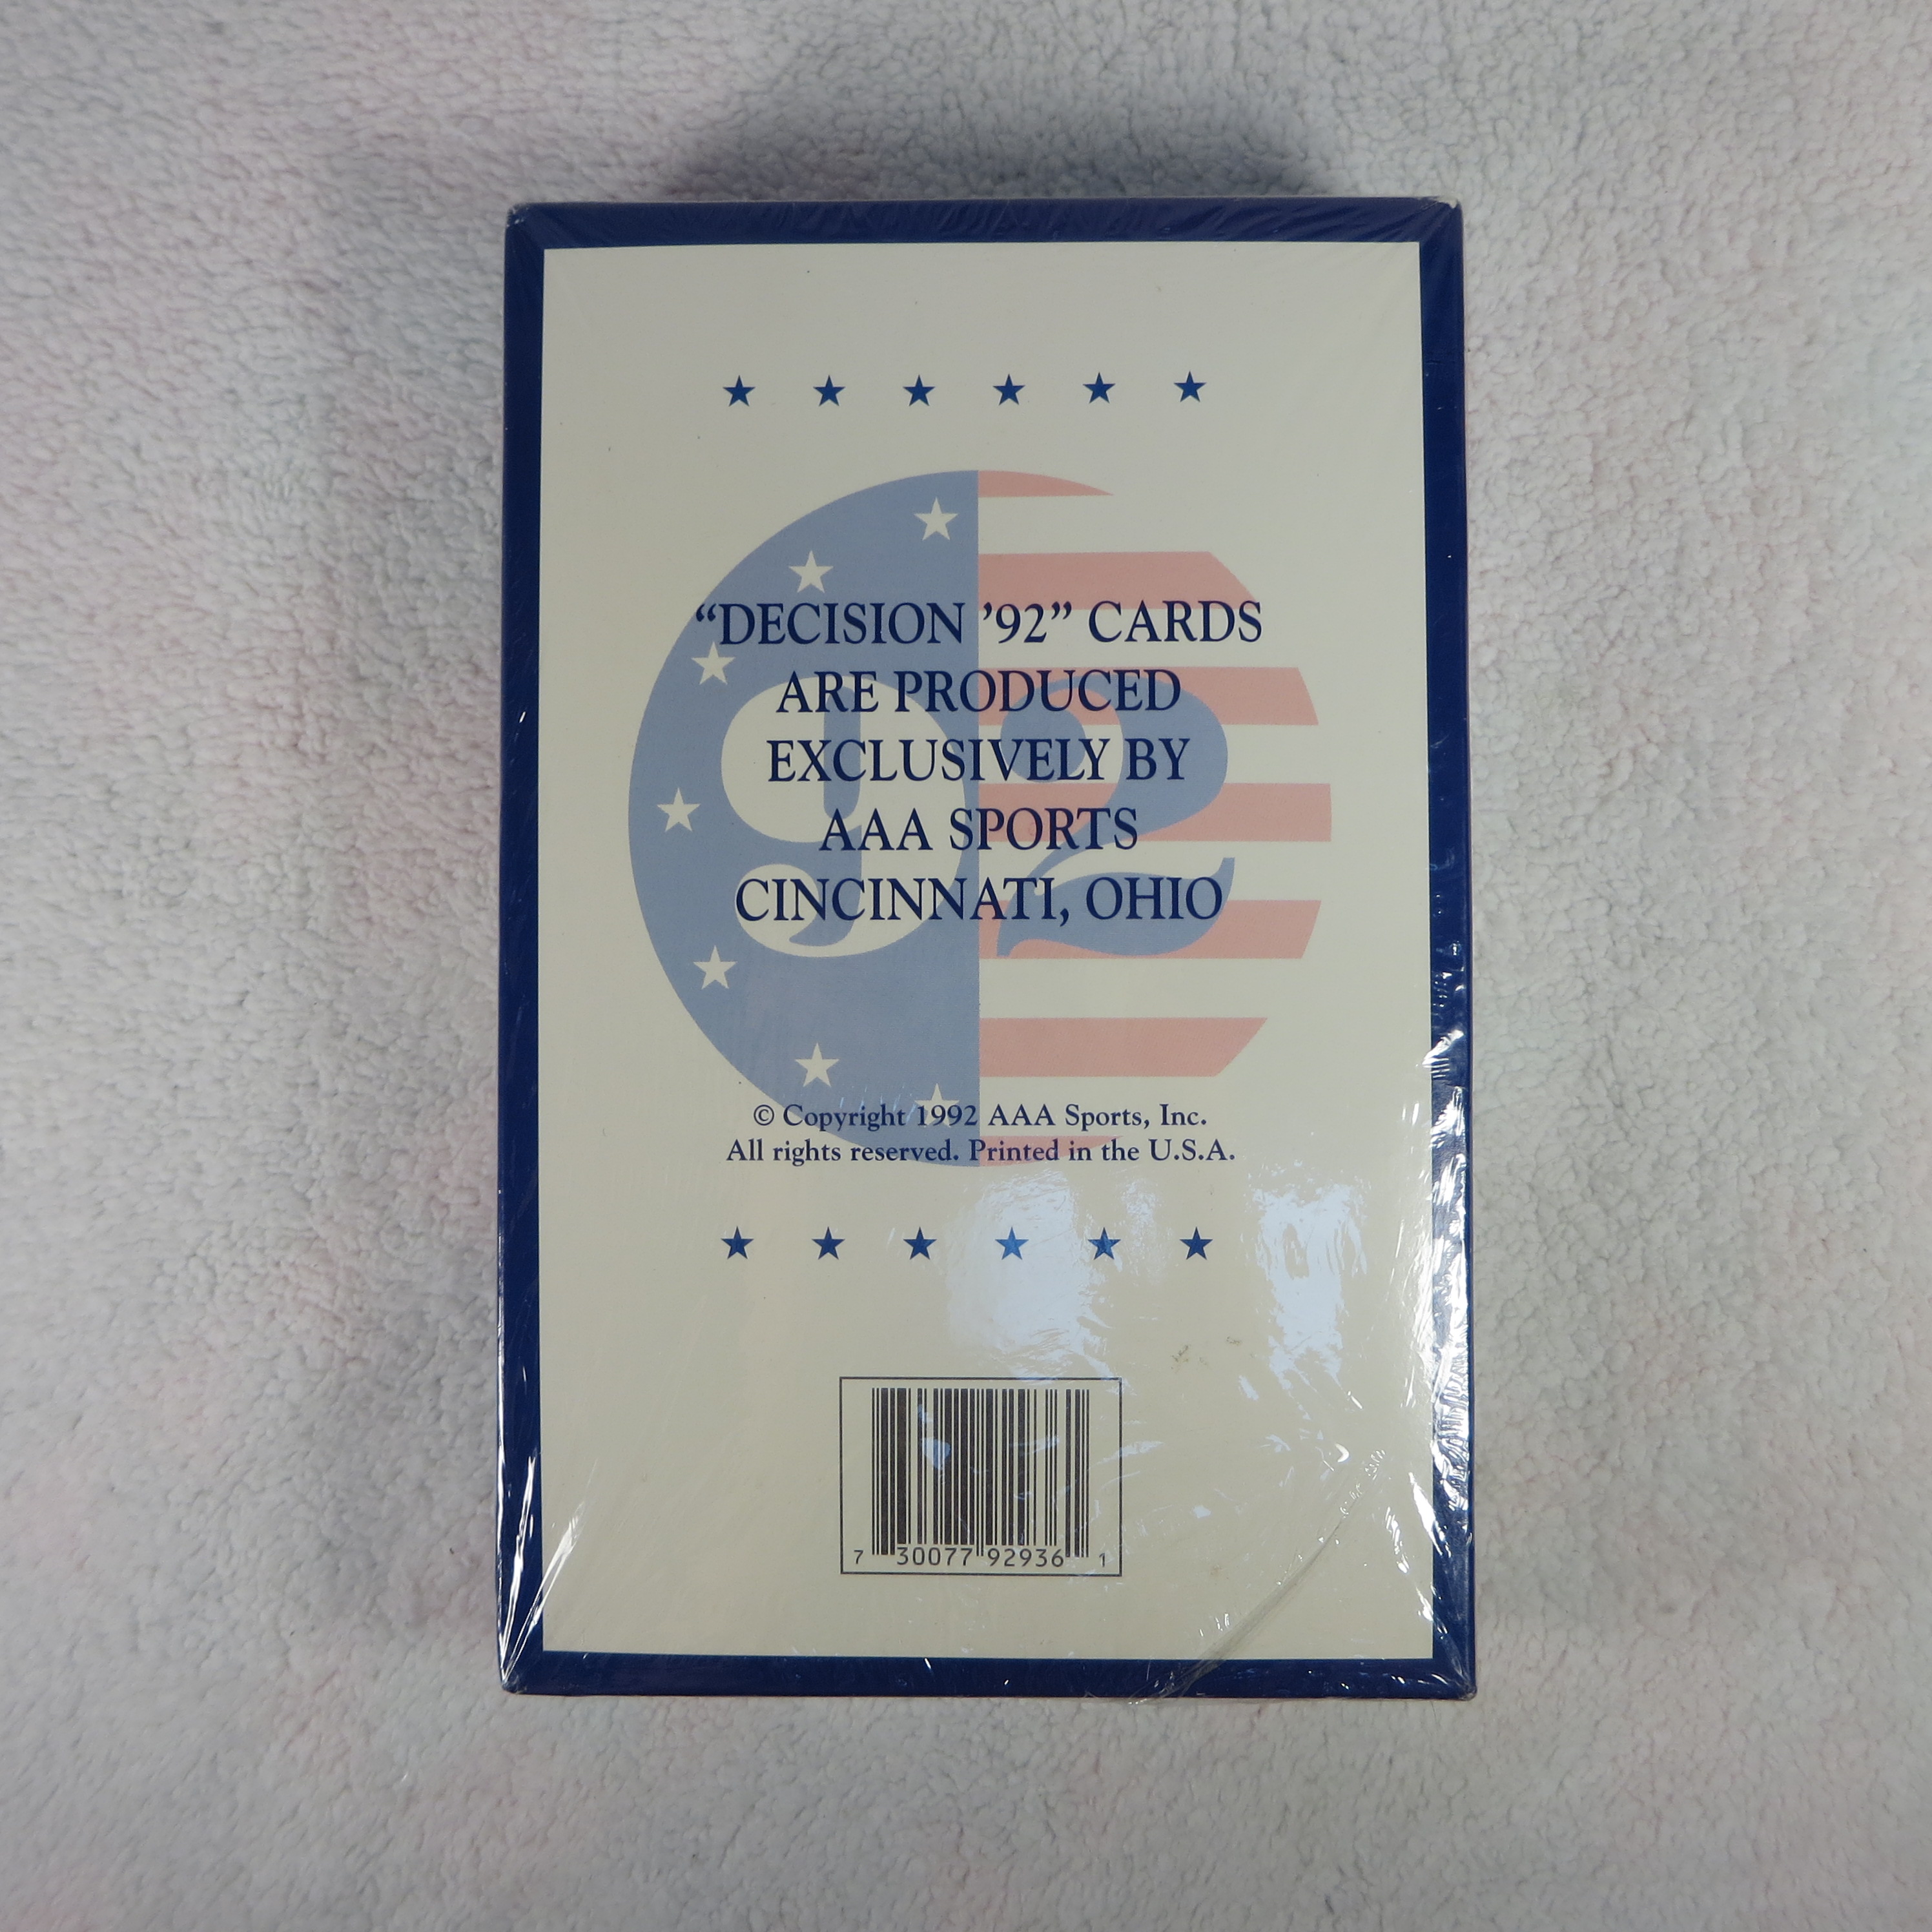 “DECISION ’92” CARDS
ARE PRODUCED
EXCLUSIVELY BY
AAA SPORTS
CINCINNATI, OHIO
92
© Copyright 1992 AAA Sports, Inc.
All rights reserved. Printed in the U.S.A.
7 30077 92936 1